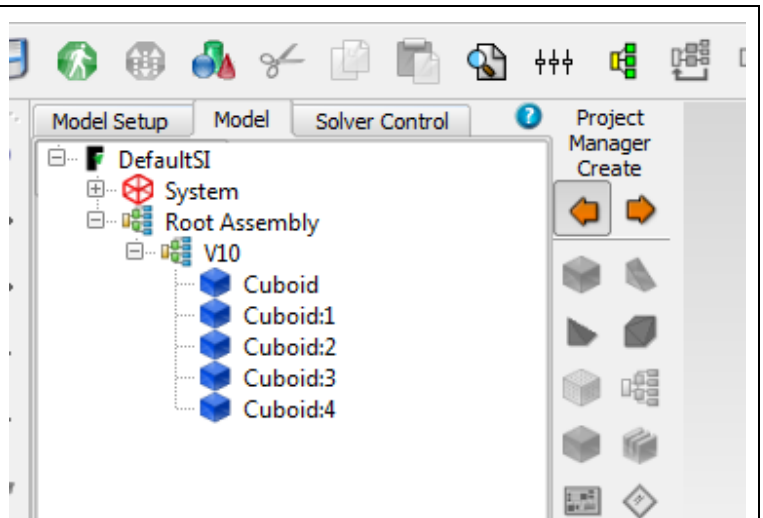 Model Setup Model Solver Control
Project
Manager
Create
DefaultSI
System
Root Assembly
V10
Cuboid
Cuboid:1
Cuboid:2
Cuboid:3
Cuboid:4